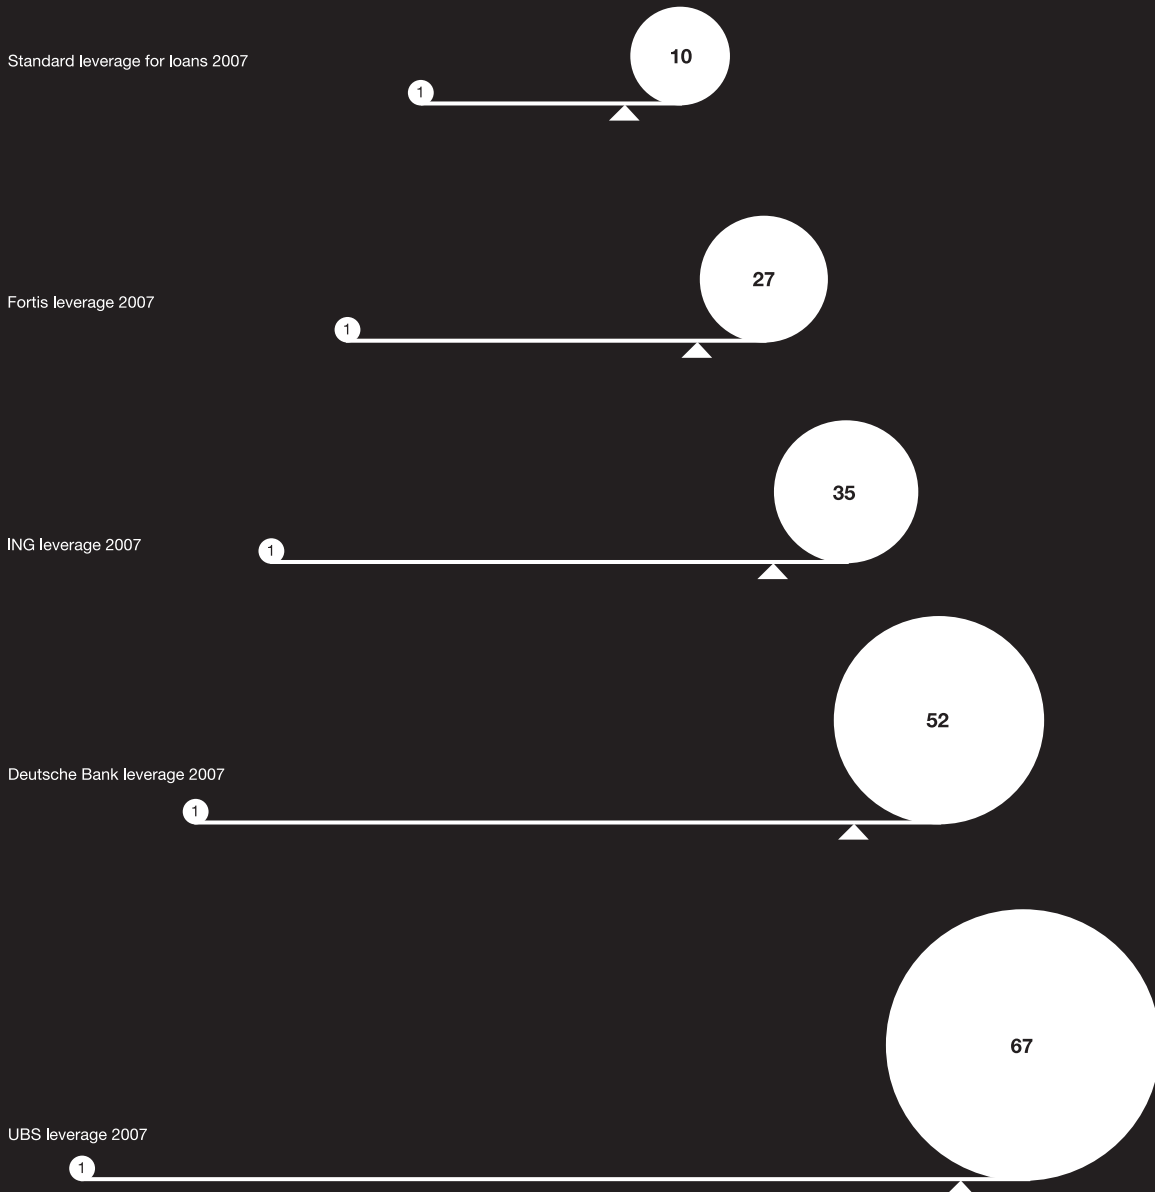 Standard leverage for loans 2007
10
1
Fortis leverage 2007
27
1
ING leverage 2007
35
1
Deutsche Bank leverage 2007
52
1
UBS leverage 2007
67
1